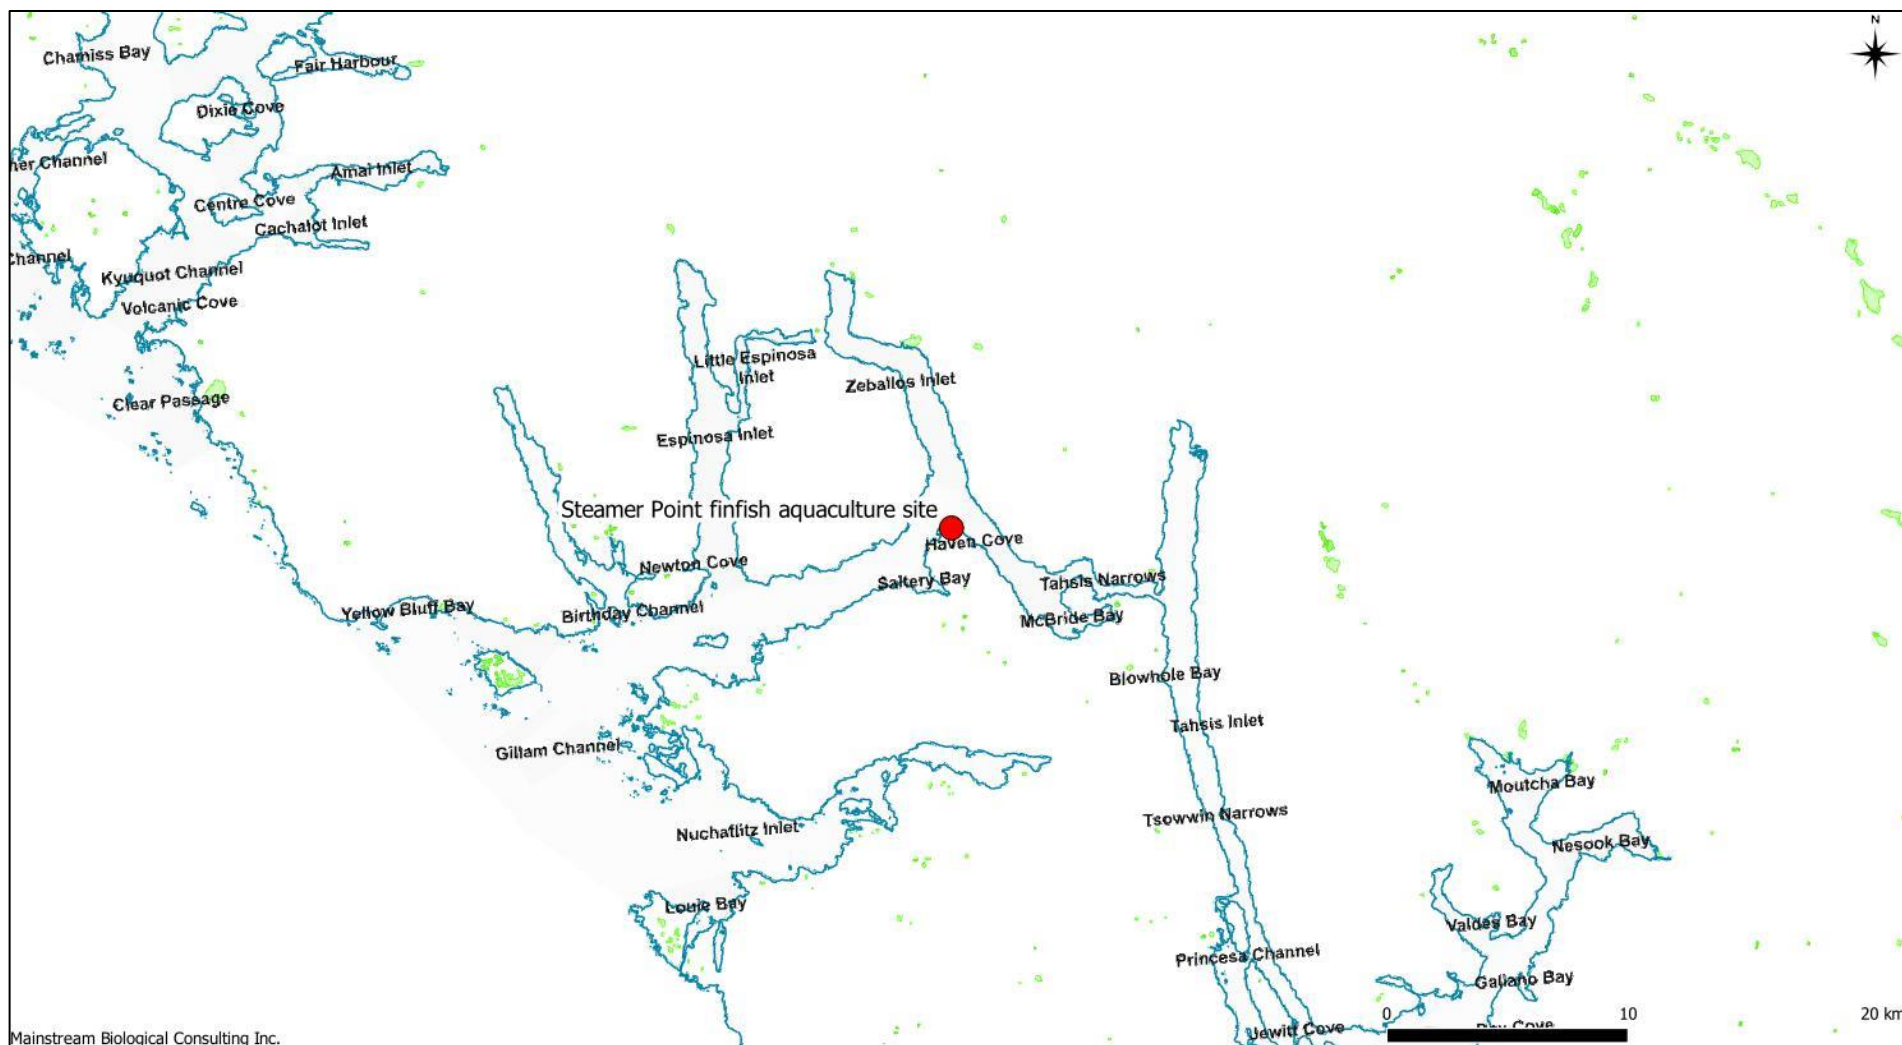 N
Chamiss Bay
Fair Harbour
Dixie Cove
her Channel
Amai Inlet
Centre Cove
Cachalot Inlet
Channel
Kyuquot Channel
Volcanic Cove
Little Espinosa
Inlet
Zeballos Inlet
Clear Passage
Espinosa Inlet
Steamer Point finfish aquaculture site
Haven Cove
Newton Cove
Saltery Bay
Tahsis Narrows
Yellow Bluff Bay
Birthday Channel
McBride Bay
Blowhole Bay
Tahsis Inlet
Gillam Channel
Moutcha Bay
Tsowwin Narrows
Nuchatlitz Inlet
Nesook Bay
Louie Bay
Valdes Bay
Princesa Channel
Galiano Bay
0 10 20 km
Jewitt Cove
Cove
Mainstream Biological Consulting Inc.